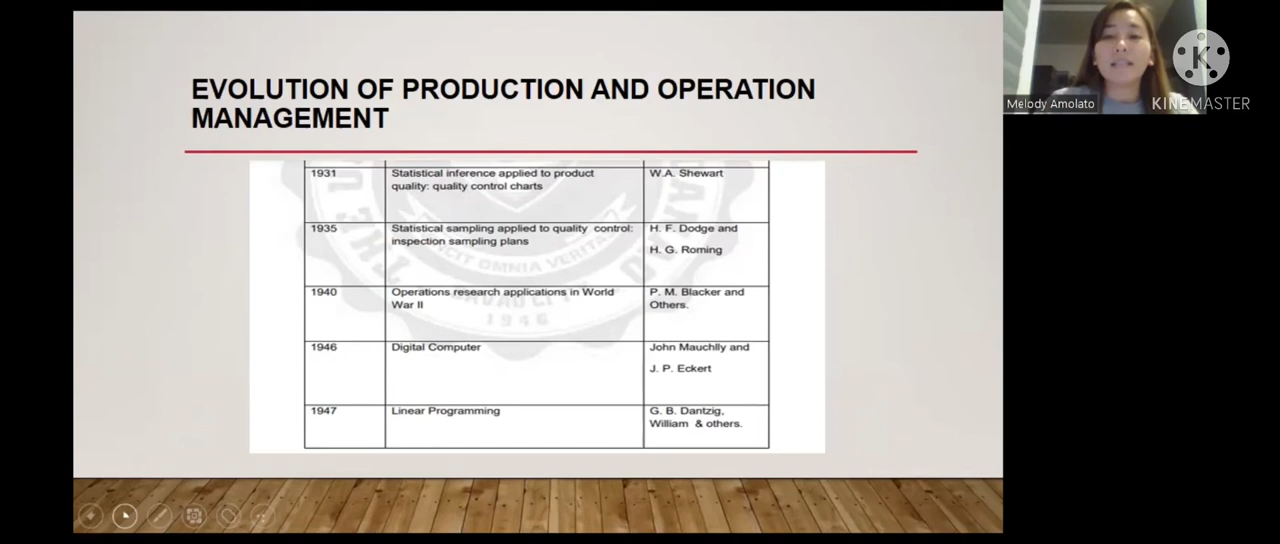 EVOLUTION OF PRODUCTION AND OPERATION
MANAGEMENT
1931
Statistical inference applied to product
quality: quality control charts
W.A. Shewart
1935
Statistical sampling applied to quality control:
inspection sampling plans
H. F. Dodge and
H. G. Roming
1940
Operations research applications in World
War II
P. M. Blacker and
Others.
1946
Digital Computer
John Mauchlly and
J. P. Eckert
1947
Linear Programming
G. B. Dantzig,
William & others.
OMNIA
1946
Melody Amolato
K
KINEMASTER